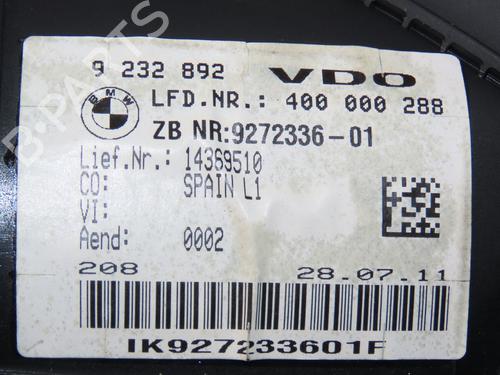 9 232 892 VDO
BMW LFD.NR.: 400 000 288
ZB NR:9272336-01
Lief.Nr.: 14369510
CO: SPAIN L1
VI:
Aend: 0002
208 28.07.11
IK927233601F